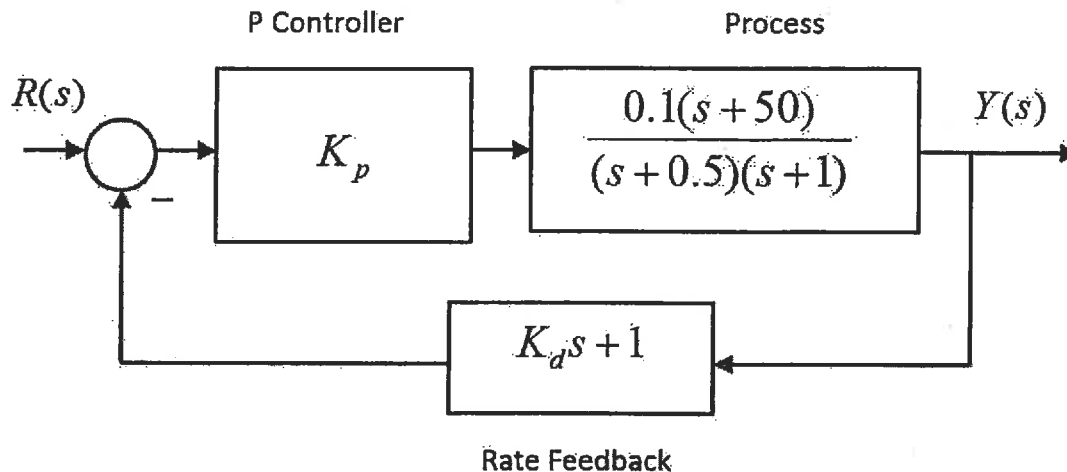 P Controller
Process
R(s)
K_p
0.1(s+50)
(s+0.5)(s+1)
Y(s)
−
K_d s+1
Rate Feedback